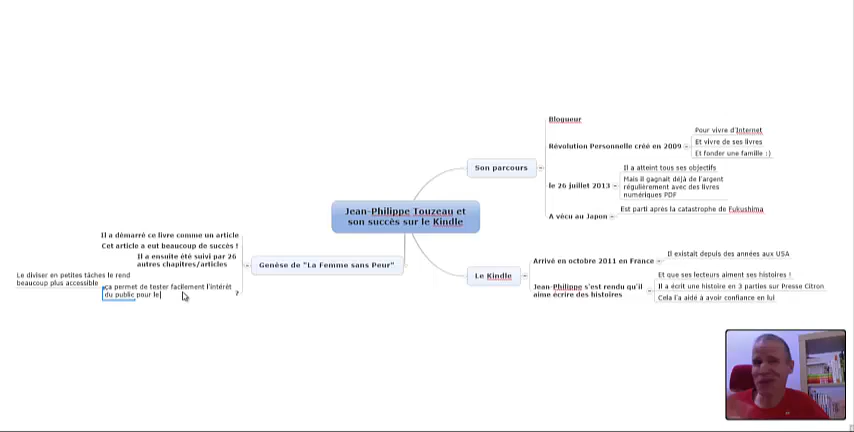 Jean-Philippe Touzeau et
son succès sur le Kindle
Son parcours
Blogueur
Révolution Personnelle créé en 2009
Pour vivre d'Internet
Et vivre de ses livres
Et fonder une famille :)
le 26 juillet 2013
Il a atteint tous ses objectifs
Mais il gagnait déjà de l'argent
régulièrement avec des livres
numériques PDF
A vécu au Japon
Est parti après la catastrophe de Fukushima
Le Kindle
Arrivé en octobre 2011 en France
Il existait depuis des années aux USA
Jean-Philippe s'est rendu qu'il
aime écrire des histoires
Et que ses lecteurs aiment ses histoires !
Il a écrit une histoire en 3 parties sur Presse Citron
Cela l'a aidé à avoir confiance en lui
Genèse de "La Femme sans Peur"
Il a démarré ce livre comme un article
Cet article a eut beaucoup de succès !
Il a ensuite été suivi par 26
autres chapitres/articles
Le diviser en petites tâches le rend
beaucoup plus accessible
ça permet de tester facilement l'intérêt
du public pour le
?